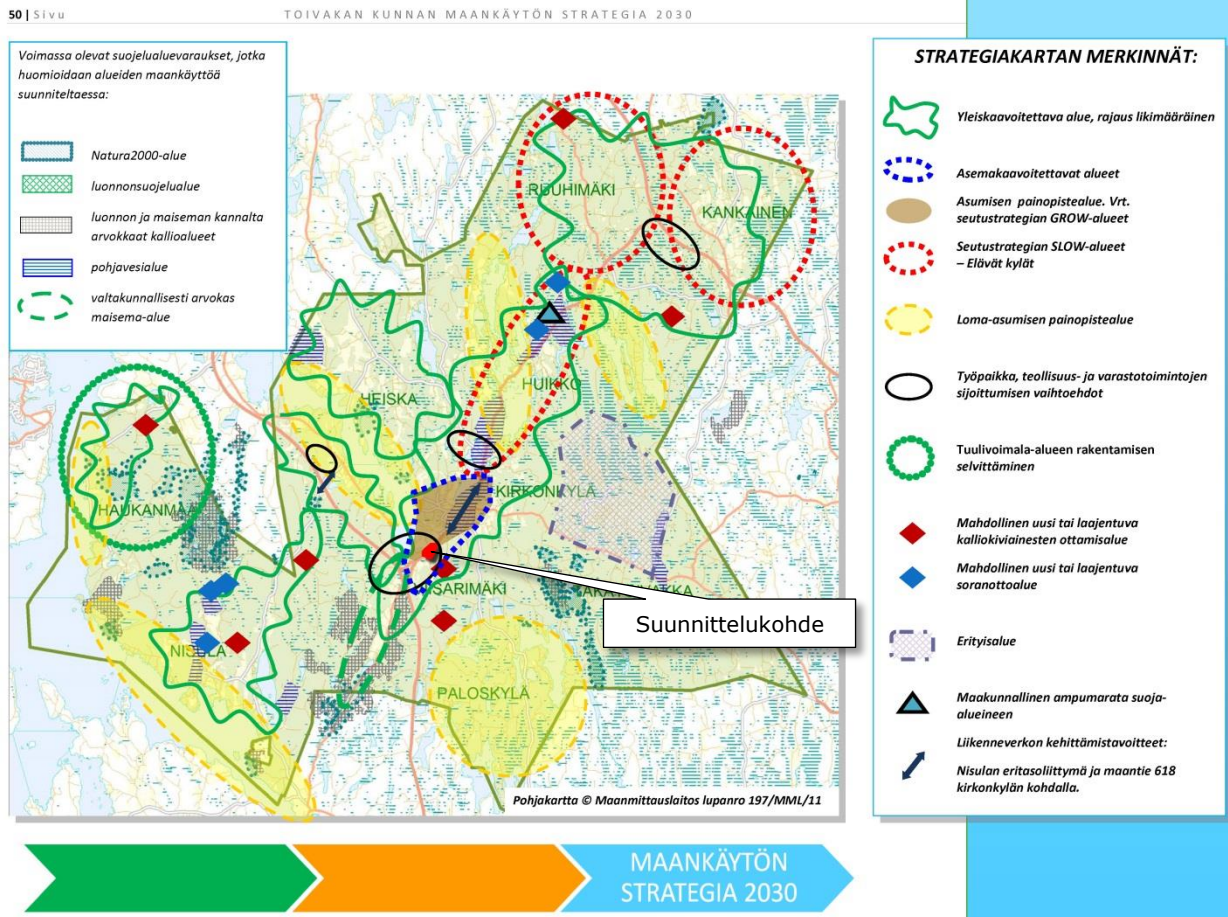 50 | Sivu
TOIVAKAN KUNNAN MAANKÄYTÖN STRATEGIA 2030
Voimassa olevat suojelualuevaraukset, jotka
huomioidaan alueiden maankäyttöä
suunniteltaessa:
Natura2000-alue
luonnonsuojelualue
luonnon ja maiseman kannalta
arvokkaat kallioalueet
pohjavesialue
valtakunnallisesti arvokas
maisema-alue
RUUHIMÄKI
KANKAINEN
HUIKKO
HEISKA
HAUKANMAA
KIRKONKYLÄ
SARIMÄKI
NISULA
PALOSKYLÄ
Suunnittelukohde
Pohjakartta © Maanmittauslaitos lupanro 197/MML/11
STRATEGIAKARTAN MERKINNÄT:
Yleiskaavoitettava alue, rajaus likimääräinen
Asemakaavoitettavat alueet
Asumisen painopistealue. Vrt.
seutustrategian GROW-alueet
Seutustrategian SLOW-alueet
– Elävät kylät
Loma-asumisen painopistealue
Työpaikka, teollisuus- ja varastotoimintojen
sijoittumisen vaihtoehdot
Tuulivoimala-alueen rakentamisen
selvittäminen
Mahdollinen uusi tai laajentuva
kalliokiviainesten ottamisalue
Mahdollinen uusi tai laajentuva
soranottoalue
Erityisalue
Maakunnallinen ampumarata suoja-
alueineen
Liikenneverkon kehittämistavoitteet:
Nisulan eritasoliittymä ja maantie 618
kirkonkylän kohdalla.
MAANKÄYTÖN
STRATEGIA 2030